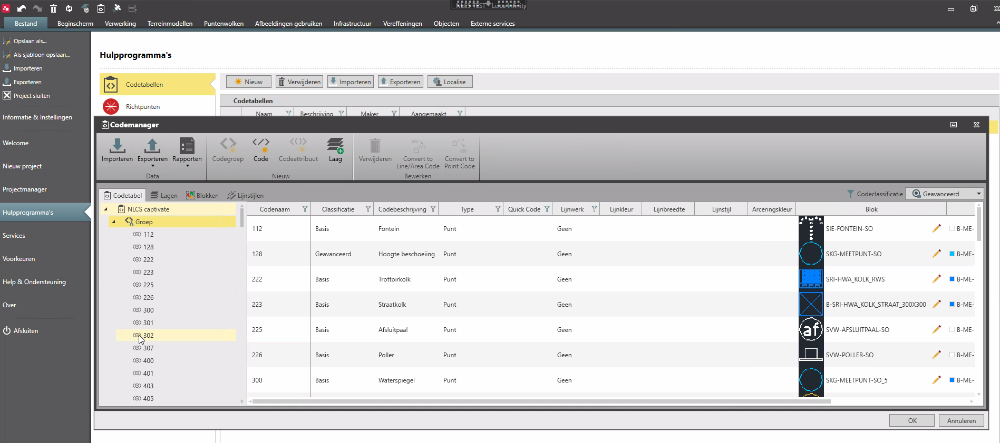 NLCS TEST - Leica Infinity
Bestand Beginscherm Verwerking Terreinmodellen Puntenwolken Afbeeldingen gebruiken Infrastructuur Vereffeningen Objecten Externe services
Opslaan als...
Als sjabloon opslaan...
Importeren
Exporteren
Project sluiten
Informatie & Instellingen
Welcome
Nieuw project
Projectmanager
Hulpprogramma's
Services
Voorkeuren
Help & Ondersteuning
Over
Afsluiten
Hulpprogramma's
Codetabellen
Richtpunten
Nieuw Verwijderen Importeren Exporteren Localise
Codetabellen
Naam Beschrijving Maker Aangemaakt
Codemanager
Importeren Exporteren Rapporten Codegroep Code Codeattribuut Laag Verwijderen Convert to Line/Area Code Convert to Point Code
Data Nieuw Bewerken
Codetabel Lagen Blokken Lijnstijlen Codeclassificatie Geavanceerd
NLCS captivate
Groep
112
128
222
223
225
226
300
301
302
307
400
401
403
405
Codenaam Classificatie Codebeschrijving Type Quick Code Lijnwerk Lijnkleur Lijnbreedte Lijnstijl Arceringskleur Blok
112 Basis Fontein Punt Geen SIE-FONTEIN-SO B-ME-
128 Geavanceerd Hoogte beschoeiing Punt Geen SKG-MEETPUNT-SO B-ME-
222 Basis Trottoirkolk Punt Geen SRI-HWA_KOLK_RWS B-ME-
223 Basis Straatkolk Punt Geen B-SRI-HWA_KOLK_STRAAT_300X300 B-ME-
225 Basis Afsluitpaal Punt Geen af SVW-AFSLUITPAAL-SO B-ME-
226 Basis Poller Punt Geen SVW-POLLER-SO B-ME-
300 Basis Waterspiegel Punt Geen SKG-MEETPUNT-SO_5 B-ME-
OK Annuleren